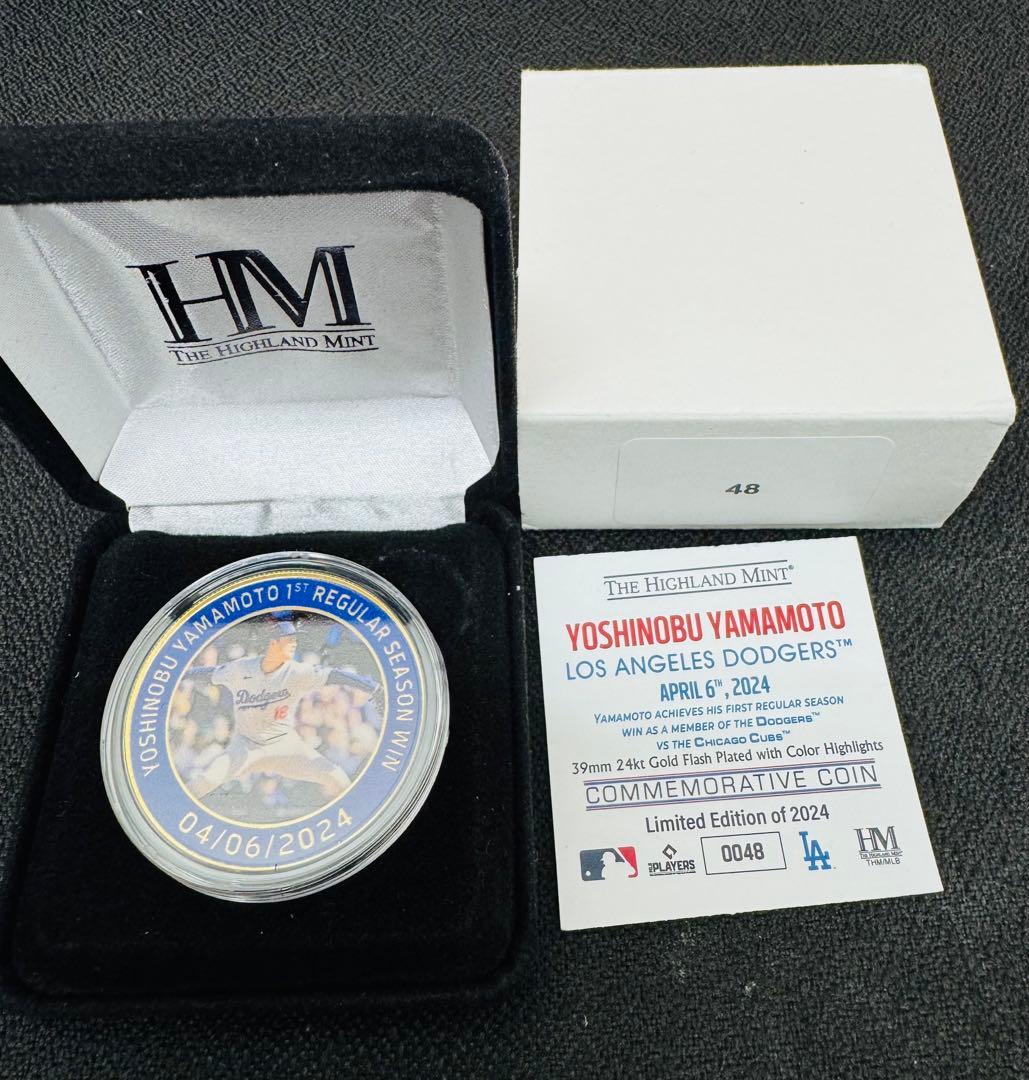 HM
THE HIGHLAND MINT
48
YOSHINOBU YAMAMOTO 1ST REGULAR SEASON WIN
Dodgers
18
04/06/2024
THE HIGHLAND MINT®
YOSHINOBU YAMAMOTO
LOS ANGELES DODGERS™
APRIL 6TH, 2024
YAMAMOTO ACHIEVES HIS FIRST REGULAR SEASON
WIN AS A MEMBER OF THE DODGERS™
VS THE CHICAGO CUBS™
39mm 24kt Gold Flash Plated with Color Highlights
COMMEMORATIVE COIN
Limited Edition of 2024
PLAYERS
0048
LA
HM
THE HIGHLAND MINT
THM/MLB